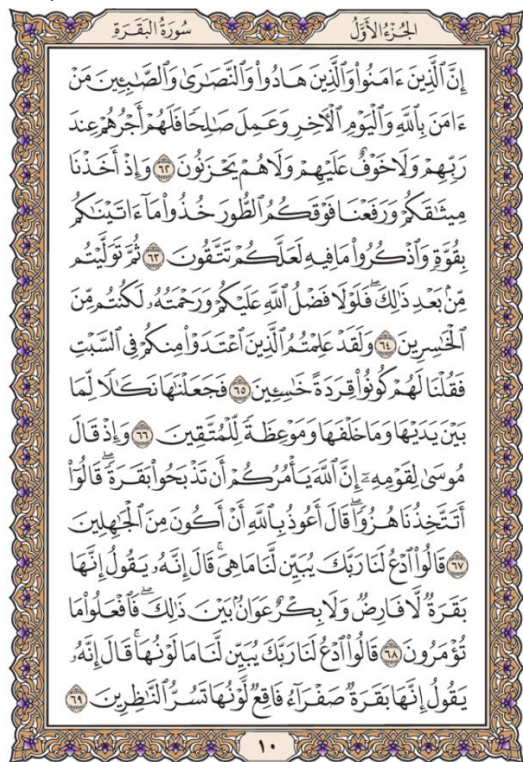 الجُزْءُ الأَوَّلُ
سُورَةُ البَقَرَةِ
إِنَّ ٱلَّذِينَ ءَامَنُوا۟ وَٱلَّذِينَ هَادُوا۟ وَٱلنَّصَٰرَىٰ وَٱلصَّٰبِـِٔينَ مَنْ
ءَامَنَ بِٱللَّهِ وَٱلْيَوْمِ ٱلْـَٔاخِرِ وَعَمِلَ صَٰلِحًا فَلَهُمْ أَجْرُهُمْ عِندَ
رَبِّهِمْ وَلَا خَوْفٌ عَلَيْهِمْ وَلَا هُمْ يَحْزَنُونَ ٦٢ وَإِذْ أَخَذْنَا
مِيثَٰقَكُمْ وَرَفَعْنَا فَوْقَكُمُ ٱلطُّورَ خُذُوا۟ مَآ ءَاتَيْنَٰكُم
بِقُوَّةٍ وَٱذْكُرُوا۟ مَا فِيهِ لَعَلَّكُمْ تَتَّقُونَ ٦٣ ثُمَّ تَوَلَّيْتُم
مِّنۢ بَعْدِ ذَٰلِكَ ۖ فَلَوْلَا فَضْلُ ٱللَّهِ عَلَيْكُمْ وَرَحْمَتُهُۥ لَكُنتُم مِّنَ
ٱلْخَٰسِرِينَ ٦٤ وَلَقَدْ عَلِمْتُمُ ٱلَّذِينَ ٱعْتَدَوْا۟ مِنكُمْ فِى ٱلسَّبْتِ
فَقُلْنَا لَهُمْ كُونُوا۟ قِرَدَةً خَٰسِـِٔينَ ٦٥ فَجَعَلْنَٰهَا نَكَٰلًا لِّمَا
بَيْنَ يَدَيْهَا وَمَا خَلْفَهَا وَمَوْعِظَةً لِّلْمُتَّقِينَ ٦٦ وَإِذْ قَالَ
مُوسَىٰ لِقَوْمِهِۦٓ إِنَّ ٱللَّهَ يَأْمُرُكُمْ أَن تَذْبَحُوا۟ بَقَرَةً ۖ قَالُوٓا۟
أَتَتَّخِذُنَا هُزُوًا ۖ قَالَ أَعُوذُ بِٱللَّهِ أَنْ أَكُونَ مِنَ ٱلْجَٰهِلِينَ
٦٧ قَالُوا۟ ٱدْعُ لَنَا رَبَّكَ يُبَيِّن لَّنَا مَا هِىَ ۚ قَالَ إِنَّهُۥ يَقُولُ إِنَّهَا
بَقَرَةٌ لَّا فَارِضٌ وَلَا بِكْرٌ عَوَانٌۢ بَيْنَ ذَٰلِكَ ۖ فَٱفْعَلُوا۟ مَا
تُؤْمَرُونَ ٦٨ قَالُوا۟ ٱدْعُ لَنَا رَبَّكَ يُبَيِّن لَّنَا مَا لَوْنُهَا ۚ قَالَ إِنَّهُۥ
يَقُولُ إِنَّهَا بَقَرَةٌ صَفْرَآءُ فَاقِعٌ لَّوْنُهَا تَسُرُّ ٱلنَّٰظِرِينَ ٦٩
١٠